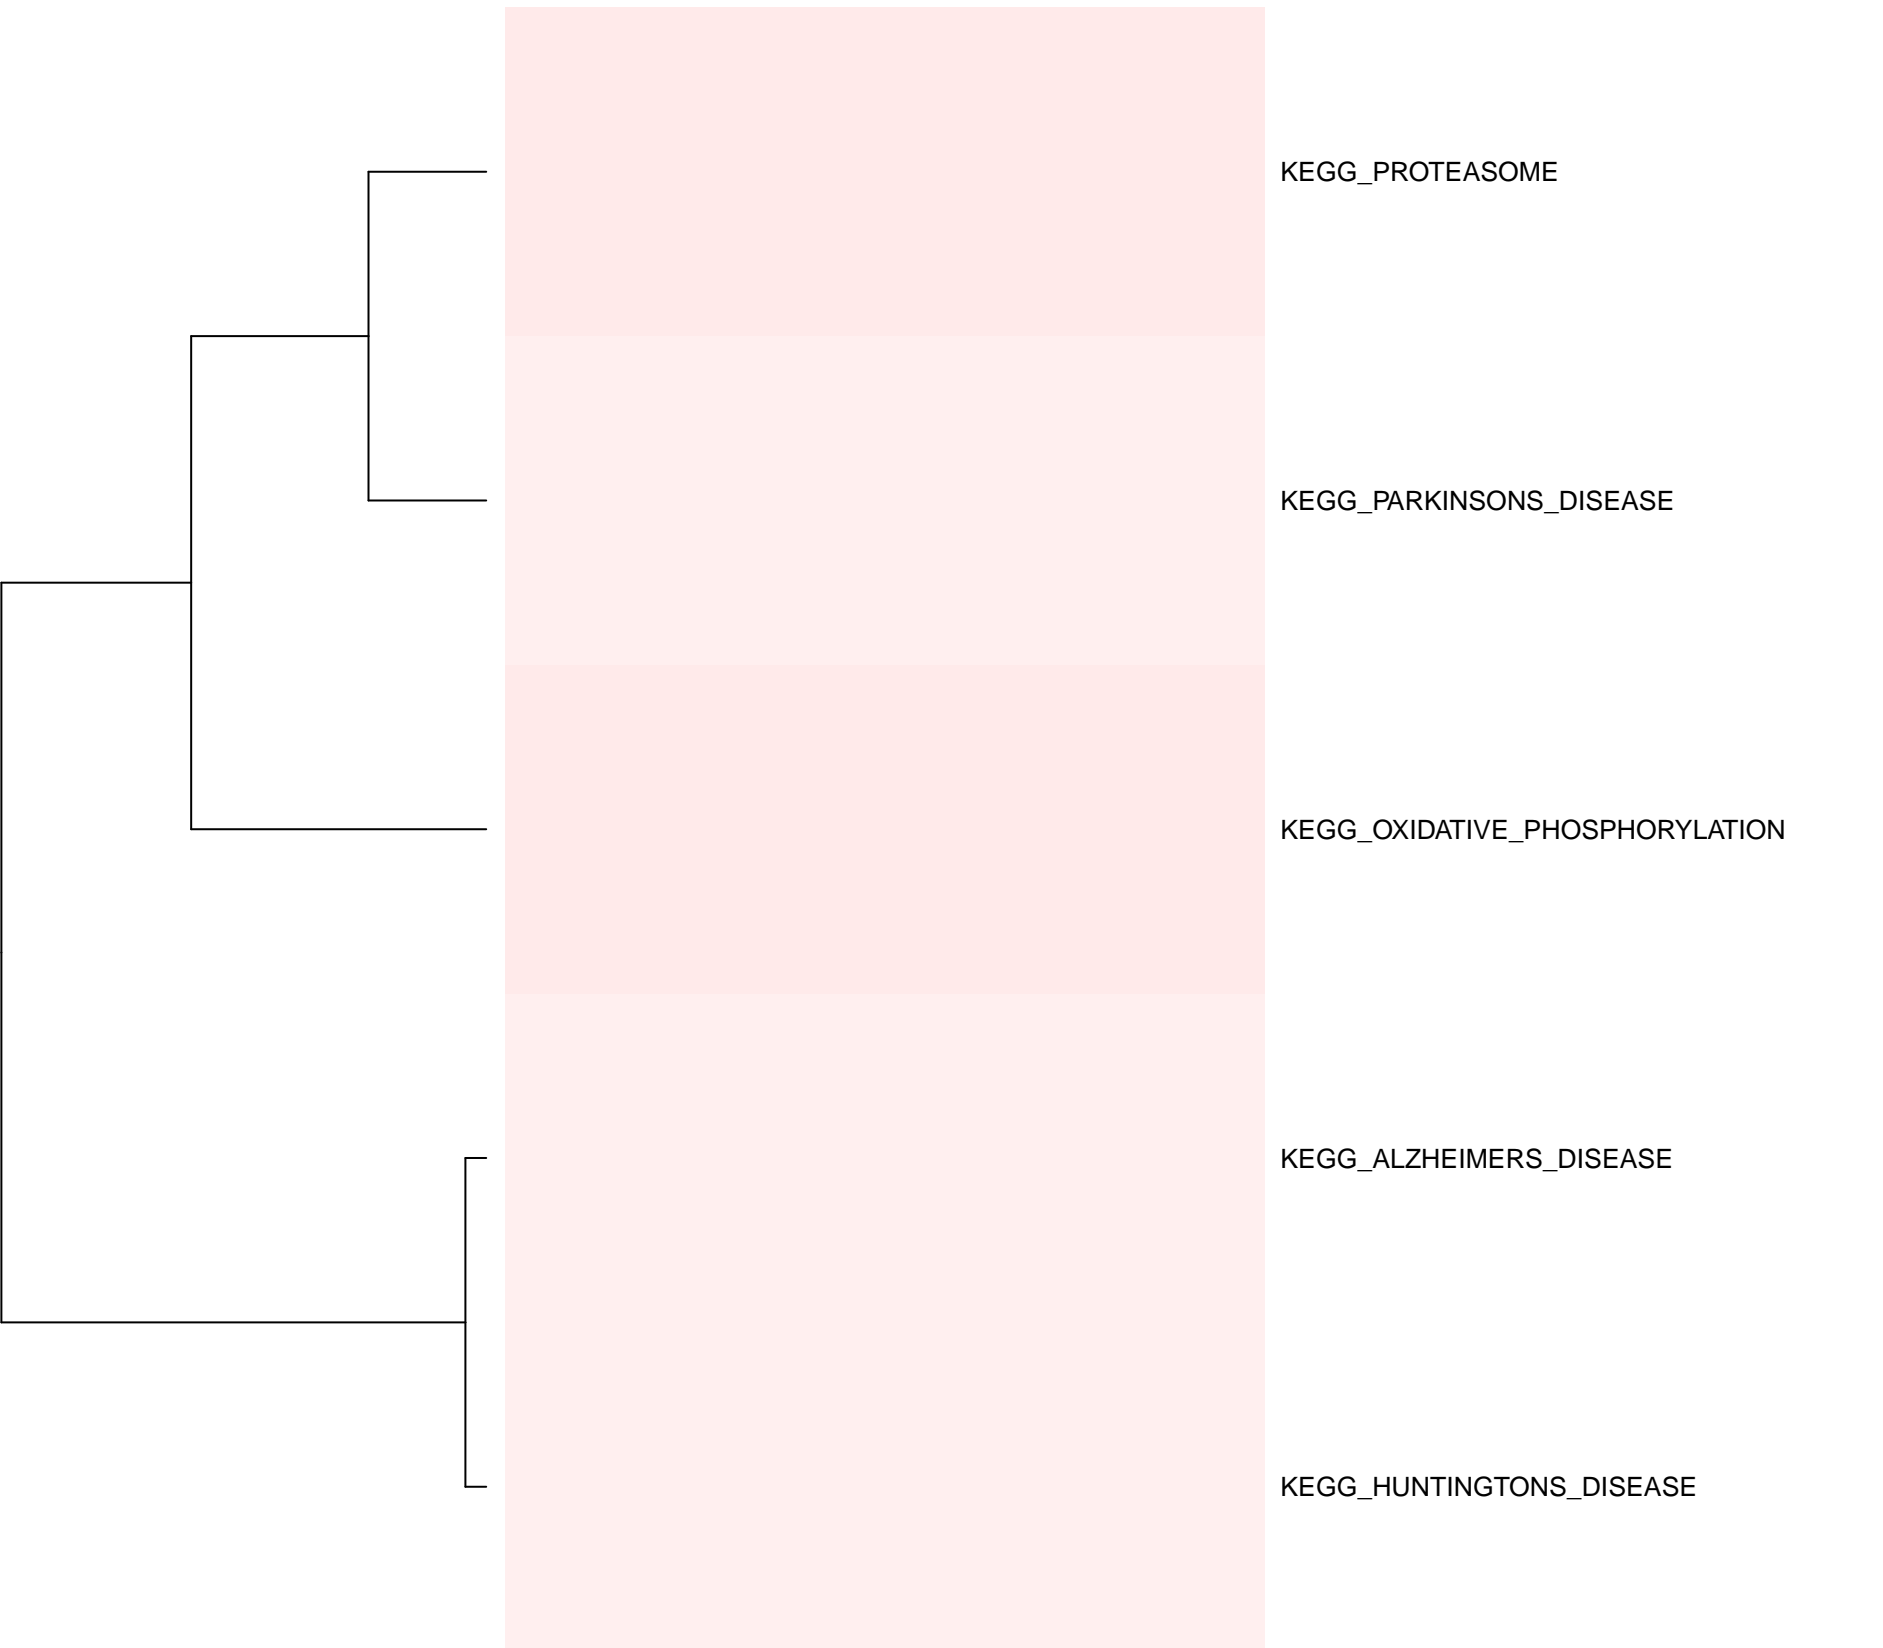 KEGG_PROTEASOME
KEGG_PARKINSONS_DISEASE
KEGG_OXIDATIVE_PHOSPHORYLATION
KEGG_ALZHEIMERS_DISEASE
KEGG_HUNTINGTONS_DISEASE